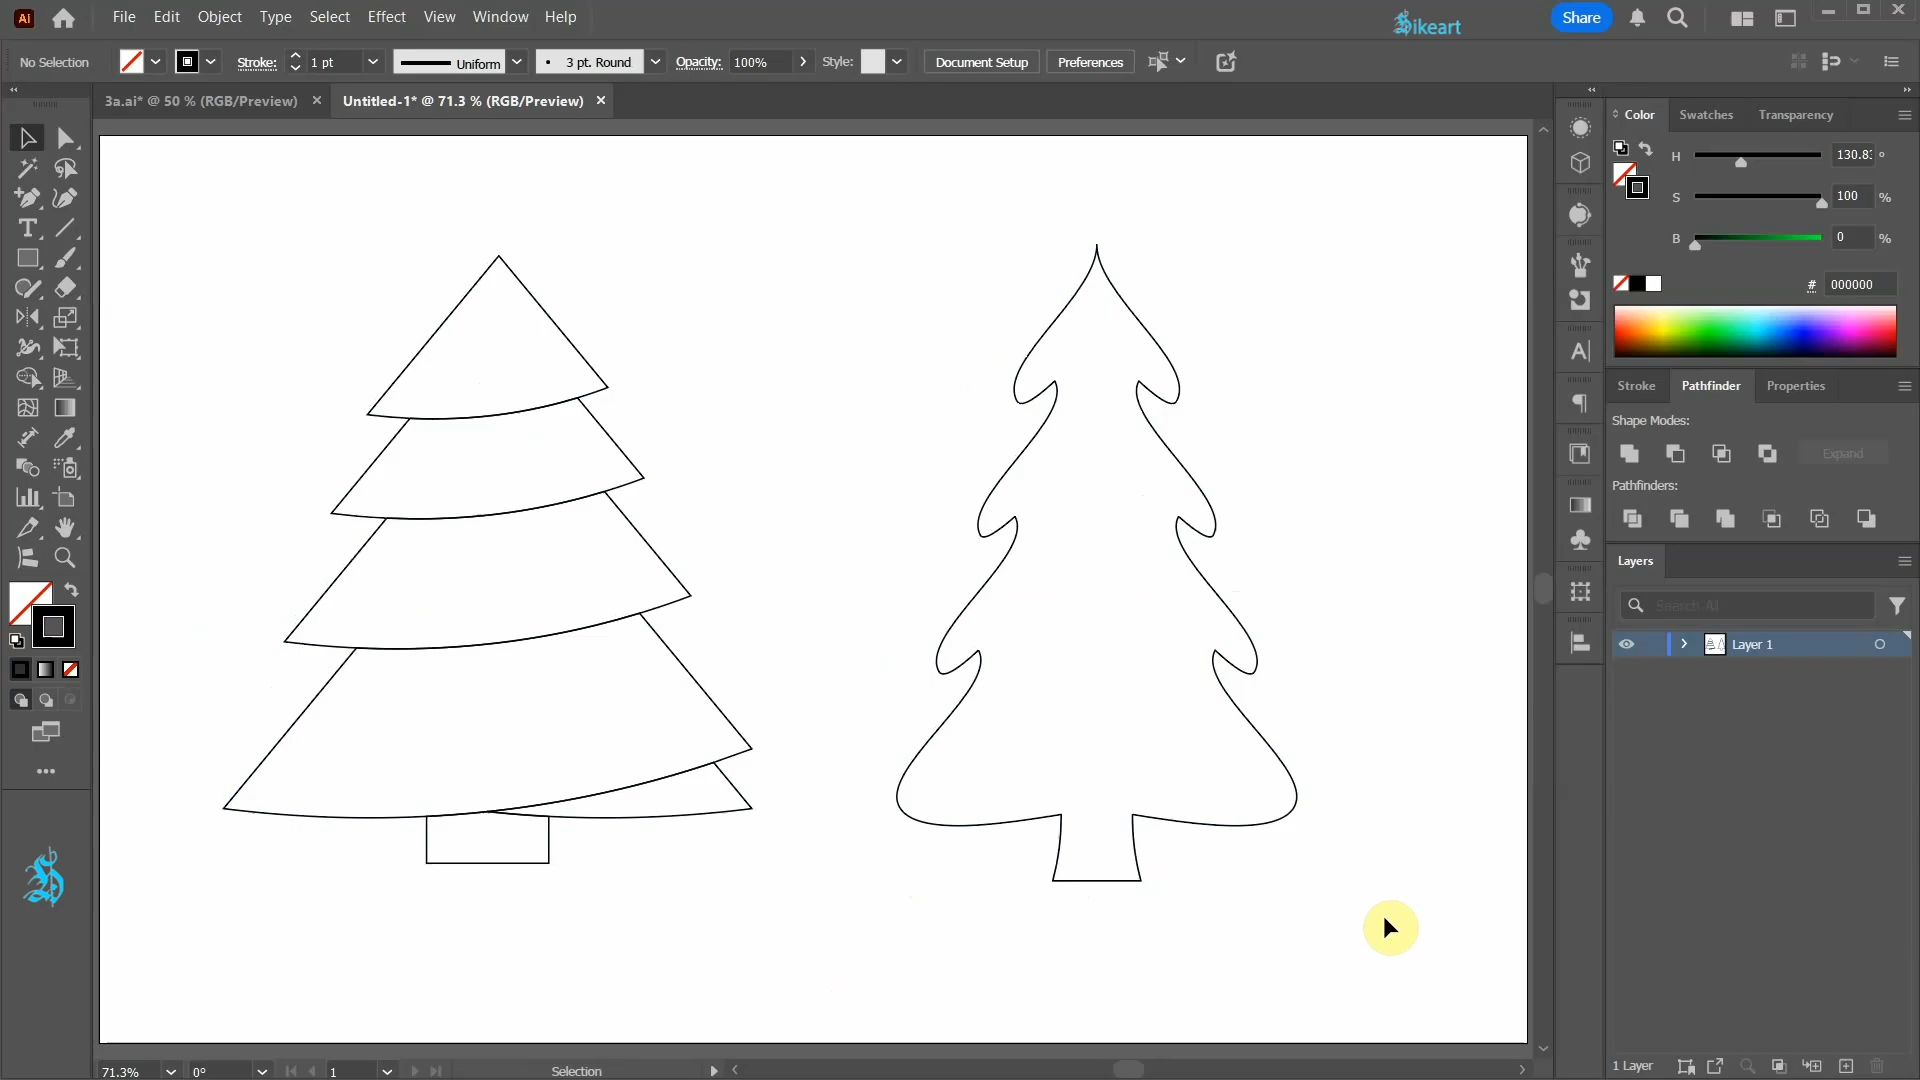 Ai
File Edit Object Type Select Effect View Window Help
Sikeart
Share
No Selection
Stroke: 1 pt
Uniform
3 pt. Round
Opacity: 100%
Style:
Document Setup
Preferences
3a.ai* @ 50 % (RGB/Preview) ×
Untitled-1* @ 71.3 % (RGB/Preview) ×
Color Swatches Transparency
H 130.83 °
S 100 %
B 0 %
# 000000
Stroke Pathfinder Properties
Shape Modes:
Expand
Pathfinders:
Layers
Search All
Layer 1
1 Layer
71.3% 0° 1 Selection